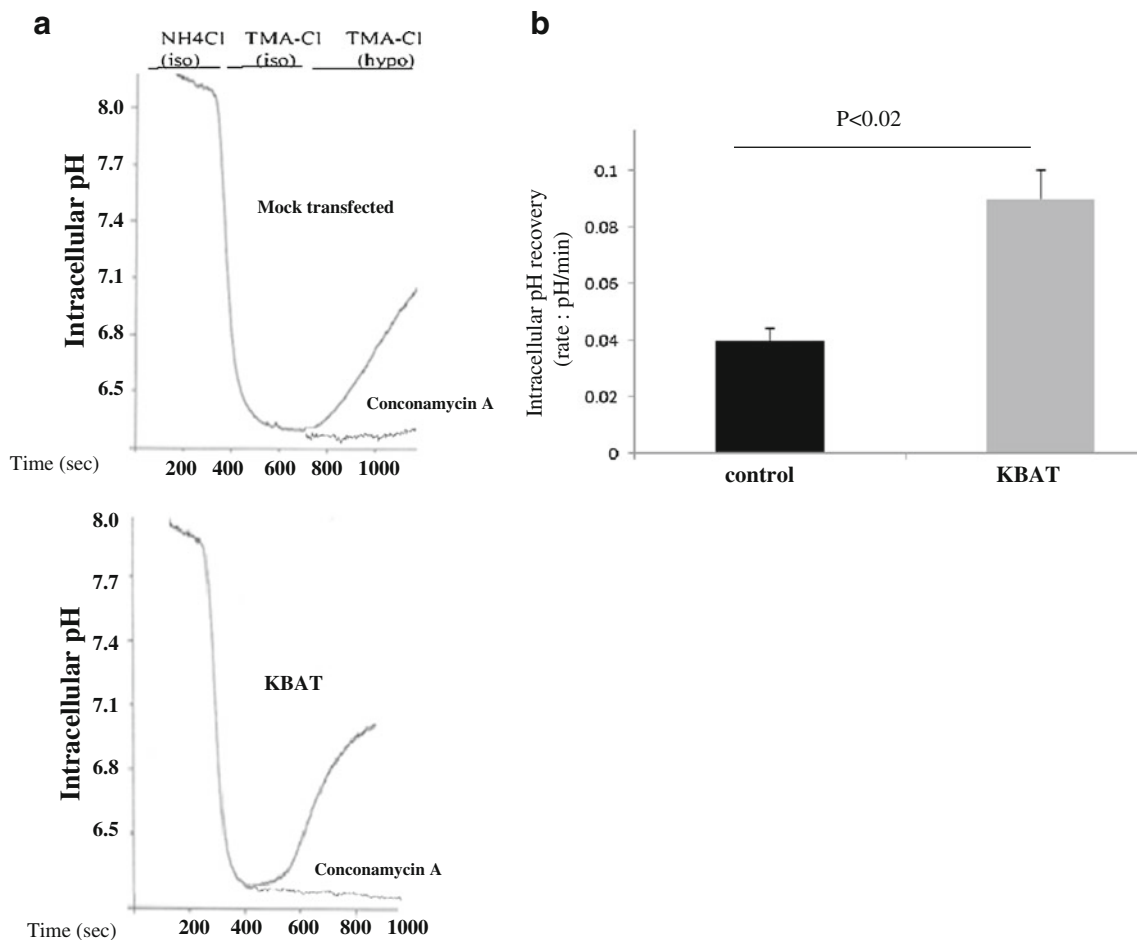 a
NH4Cl TMA-Cl TMA-Cl
(iso) (iso) (hypo)
8.0
7.7
7.4
7.1
6.8
6.5
Intracellular pH
Mock transfected
Conconamycin A
Time (sec) 200 400 600 800 1000
8.0
7.7
7.4
7.1
6.8
6.5
Intracellular pH
KBAT
Conconamycin A
Time (sec) 200 400 600 800 1000
b
P<0.02
Intracellular pH recovery
(rate : pH/min)
0.1
0.08
0.06
0.04
0.02
0
control KBAT